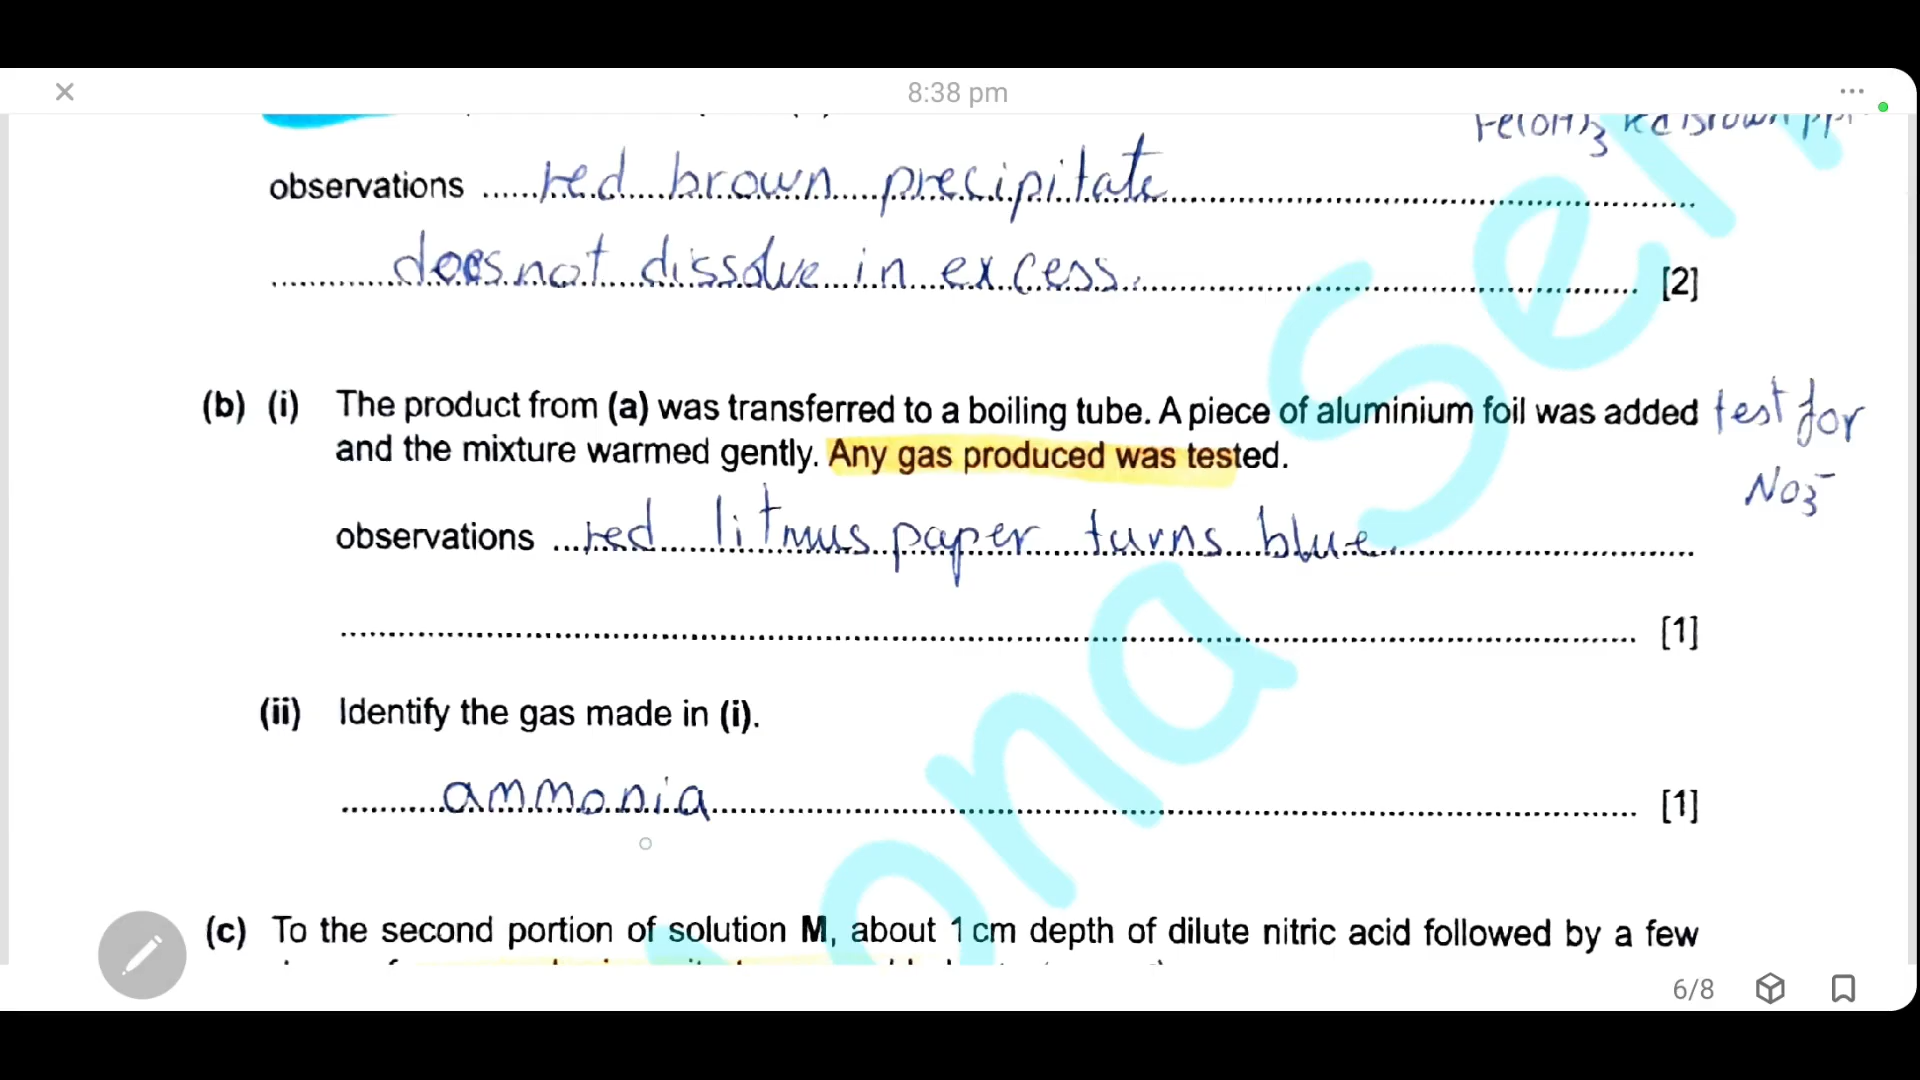 8:38 pm
Fe(OH)3 Red Brown ppt
observations ...... red brown precipitate
does not dissolve in excess. [2]
(b) (i) The product from (a) was transferred to a boiling tube. A piece of aluminium foil was added test for
and the mixture warmed gently. Any gas produced was tested.
NO3-
observations ... red litmus paper turns blue.
[1]
(ii) Identify the gas made in (i).
ammonia [1]
(c) To the second portion of solution M, about 1 cm depth of dilute nitric acid followed by a few
6/8